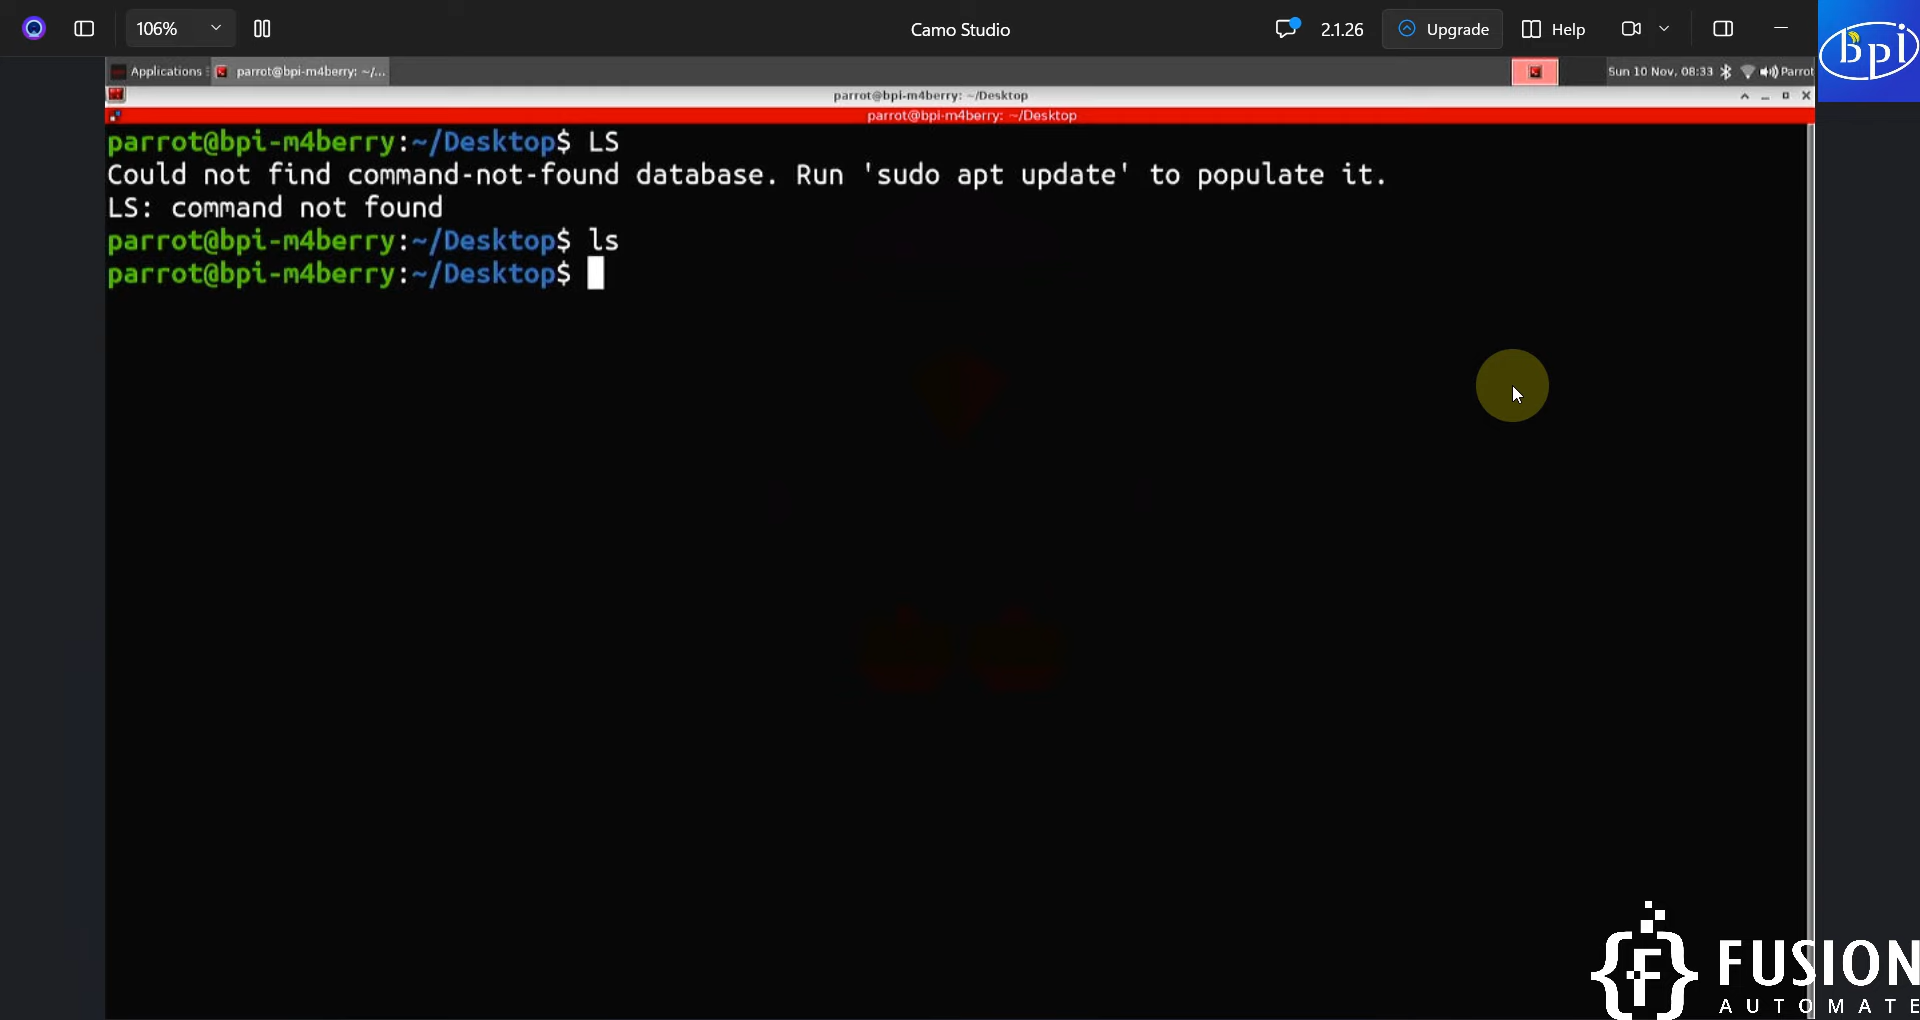 106%
Camo Studio
2.1.26
Upgrade
Help
bpi
Applications
parrot@bpi-m4berry: ~/...
Sun 10 Nov, 08:33
Parrot
parrot@bpi-m4berry: ~/Desktop
parrot@bpi-m4berry: ~/Desktop
parrot@bpi-m4berry:~/Desktop$ LS
Could not find command-not-found database. Run 'sudo apt update' to populate it.
LS: command not found
parrot@bpi-m4berry:~/Desktop$ ls
parrot@bpi-m4berry:~/Desktop$
FUSION
AUTOMATE